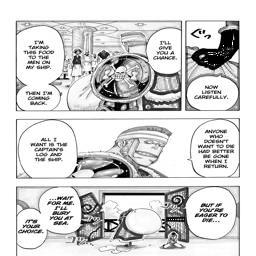 NOW
LISTEN
CAREFULLY.
I'LL
GIVE YOU
A CHANCE.
I'M
TAKING
THIS FOOD
TO THE
MEN ON
MY SHIP.
THEN I'M
COMING
BACK.
ANYONE
WHO
DOESN'T
WANT TO DIE
HAD BETTER
BE GONE
WHEN I
RETURN.
ALL I
WANT IS THE
CAPTAIN'S
LOG AND
THE SHIP.
BUT IF
YOU'RE
EAGER TO
DIE...
...WAIT
FOR ME.
I'LL
BURY YOU
AT SEA.
IT'S
YOUR
CHOICE.